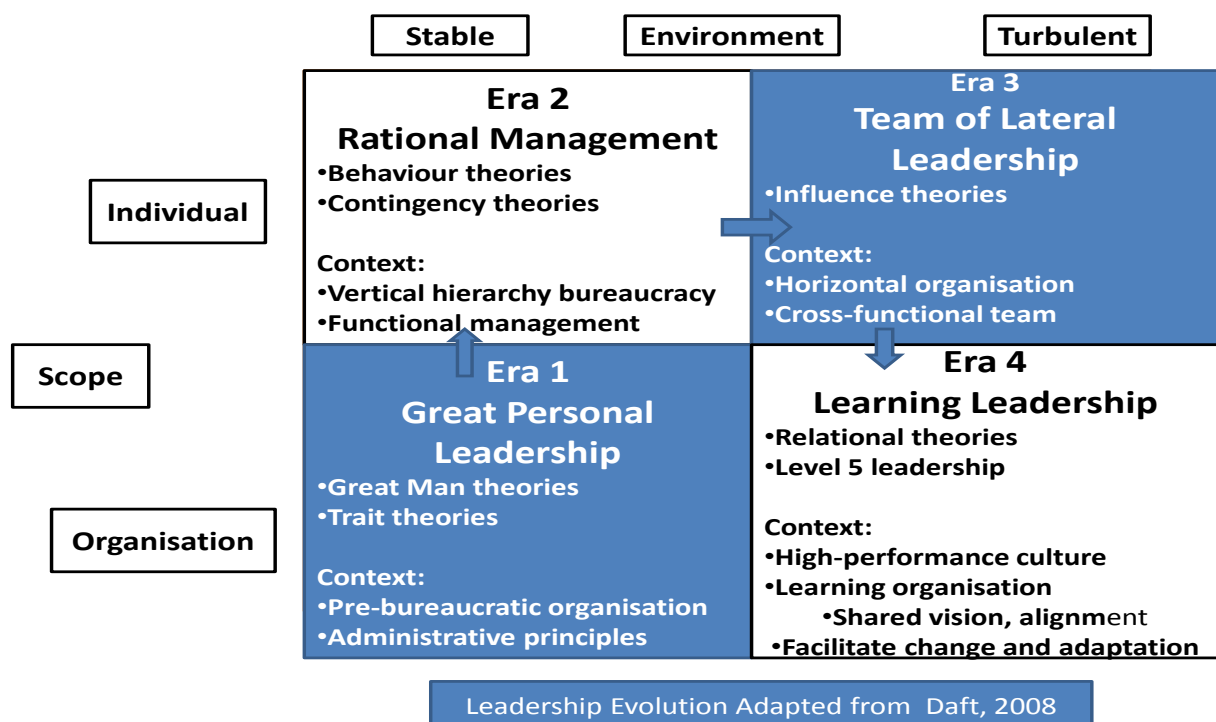 Stable Environment Turbulent
Era 2
Rational Management
•Behaviour theories
•Contingency theories
Context:
•Vertical hierarchy bureaucracy
•Functional management
Era 3
Team of Lateral
Leadership
•Influence theories
Context:
•Horizontal organisation
•Cross-functional team
Individual
Scope
Organisation
Era 1
Great Personal
Leadership
•Great Man theories
•Trait theories
Context:
•Pre-bureaucratic organisation
•Administrative principles
Era 4
Learning Leadership
•Relational theories
•Level 5 leadership
Context:
•High-performance culture
•Learning organisation
•Shared vision, alignment
•Facilitate change and adaptation
Leadership Evolution Adapted from Daft, 2008